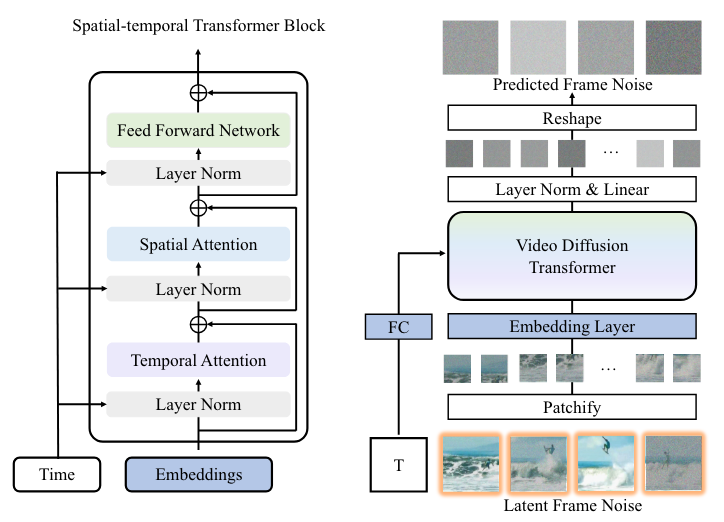 Spatial-temporal Transformer Block
Feed Forward Network
Layer Norm
Spatial Attention
Layer Norm
Temporal Attention
Layer Norm
Time
Embeddings
Predicted Frame Noise
Reshape
...
Layer Norm & Linear
Video Diffusion
Transformer
FC
Embedding Layer
...
Patchify
T
Latent Frame Noise